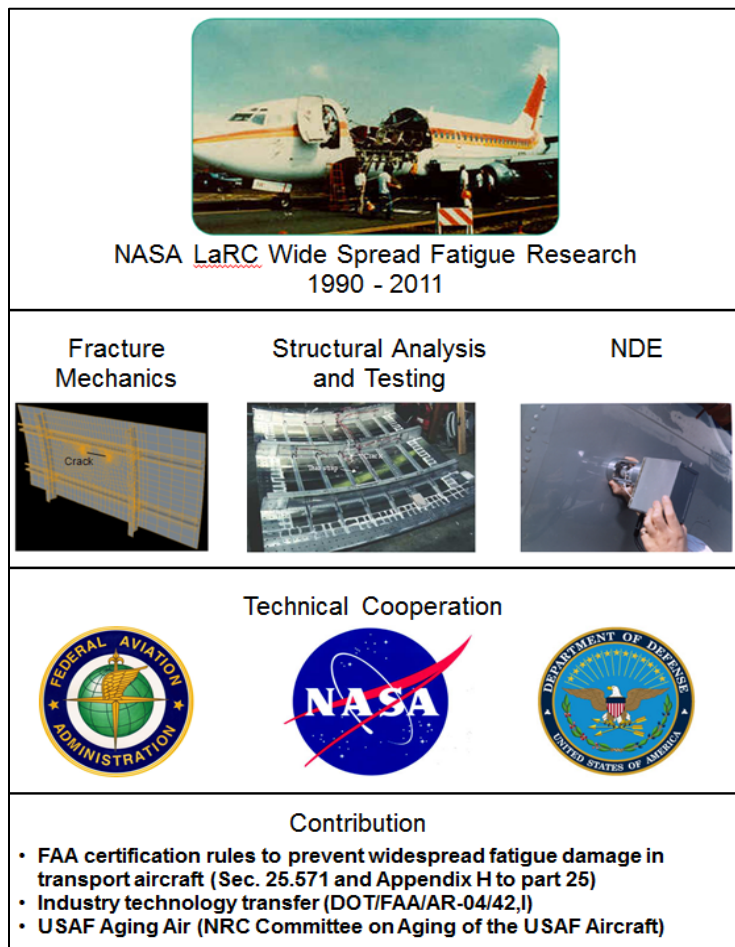 NASA LaRC Wide Spread Fatigue Research
1990 - 2011
Fracture
Mechanics
Structural Analysis
and Testing
NDE
Crack
Crack
Technical Cooperation
FEDERAL AVIATION
ADMINISTRATION
NASA
DEPARTMENT OF DEFENSE
UNITED STATES OF AMERICA
Contribution
• FAA certification rules to prevent widespread fatigue damage in
transport aircraft (Sec. 25.571 and Appendix H to part 25)
• Industry technology transfer (DOT/FAA/AR-04/42,I)
• USAF Aging Air (NRC Committee on Aging of the USAF Aircraft)